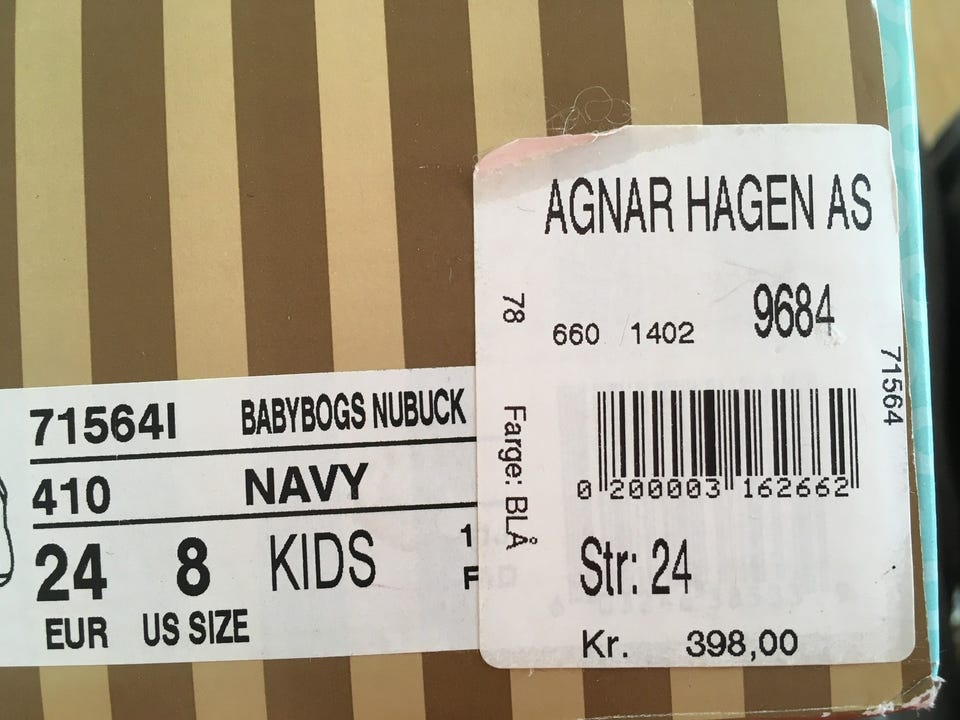 71564I BABYBOGS NUBUCK
410 NAVY
24 8 KIDS
EUR US SIZE
AGNAR HAGEN AS
78
660 1402 9684
71564
Farge: BLÅ
0 200003 162662
Str: 24
Kr. 398,00